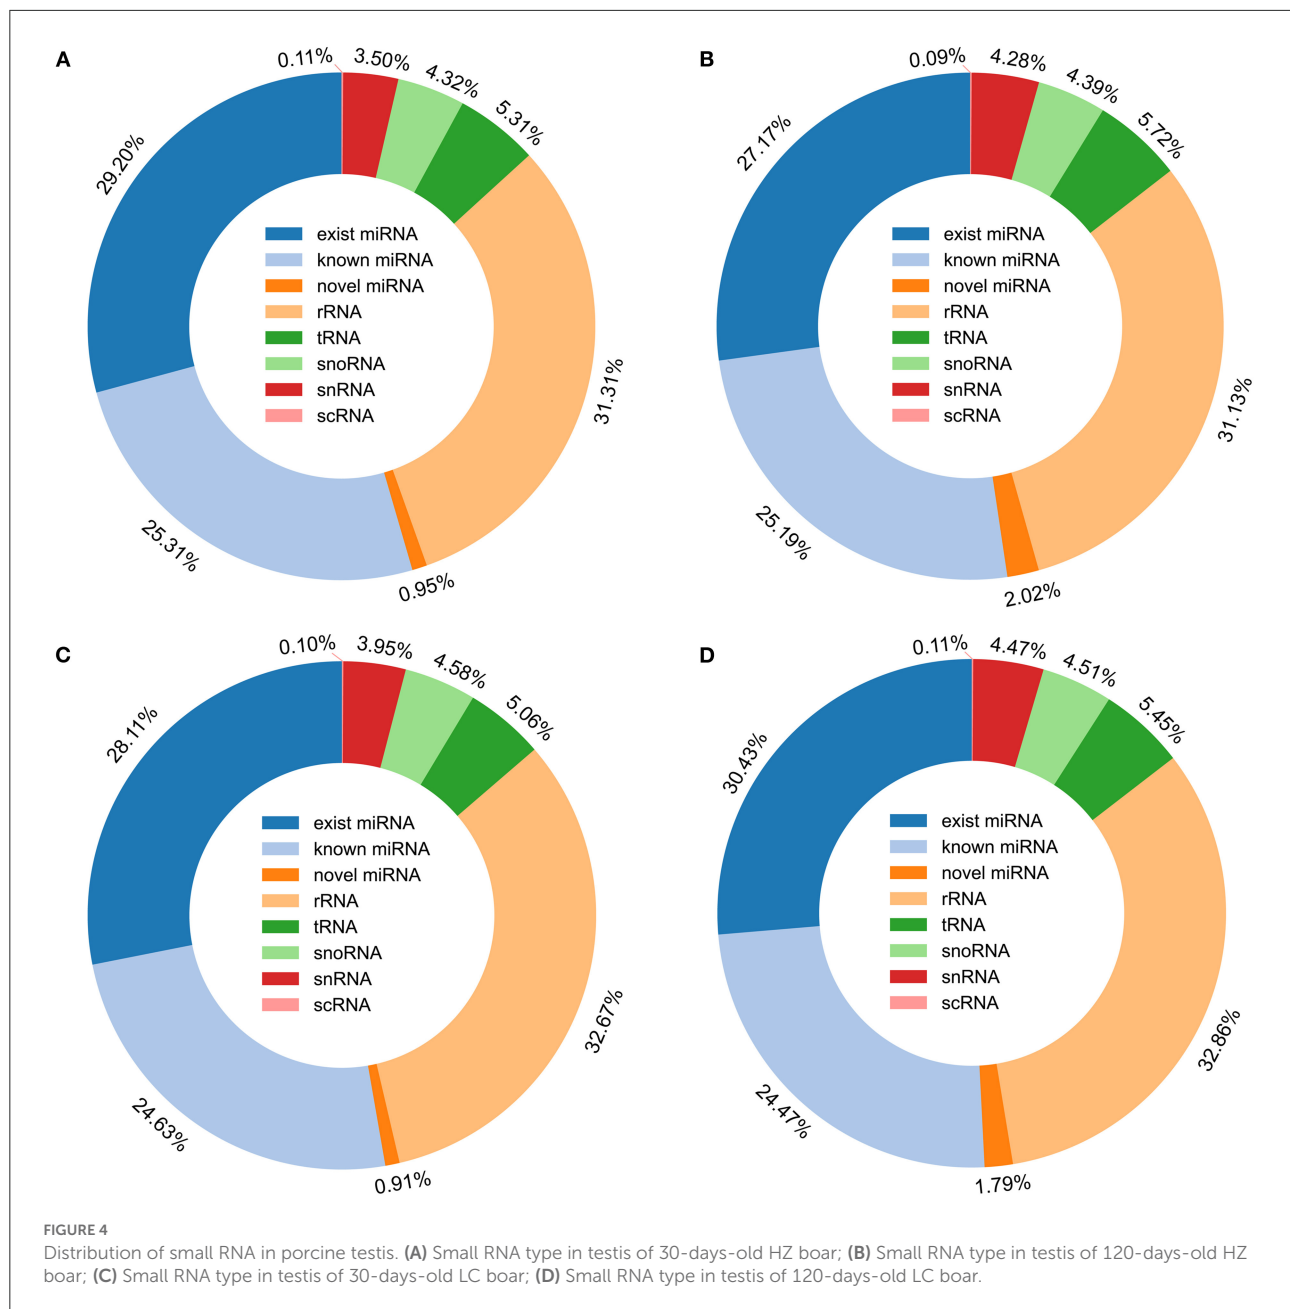 A
0.11%
3.50%
4.32%
5.31%
29.20%
exist miRNA
known miRNA
novel miRNA
rRNA
tRNA
snoRNA
snRNA
scRNA
31.31%
25.31%
0.95%
B
0.09%
4.28%
4.39%
5.72%
27.17%
exist miRNA
known miRNA
novel miRNA
rRNA
tRNA
snoRNA
snRNA
scRNA
31.13%
25.19%
2.02%
C
0.10%
3.95%
4.58%
5.06%
28.11%
exist miRNA
known miRNA
novel miRNA
rRNA
tRNA
snoRNA
snRNA
scRNA
32.67%
24.63%
0.91%
D
0.11%
4.47%
4.51%
5.45%
30.43%
exist miRNA
known miRNA
novel miRNA
rRNA
tRNA
snoRNA
snRNA
scRNA
32.86%
24.47%
1.79%
FIGURE 4
Distribution of small RNA in porcine testis. (A) Small RNA type in testis of 30-days-old HZ boar; (B) Small RNA type in testis of 120-days-old HZ
boar; (C) Small RNA type in testis of 30-days-old LC boar; (D) Small RNA type in testis of 120-days-old LC boar.